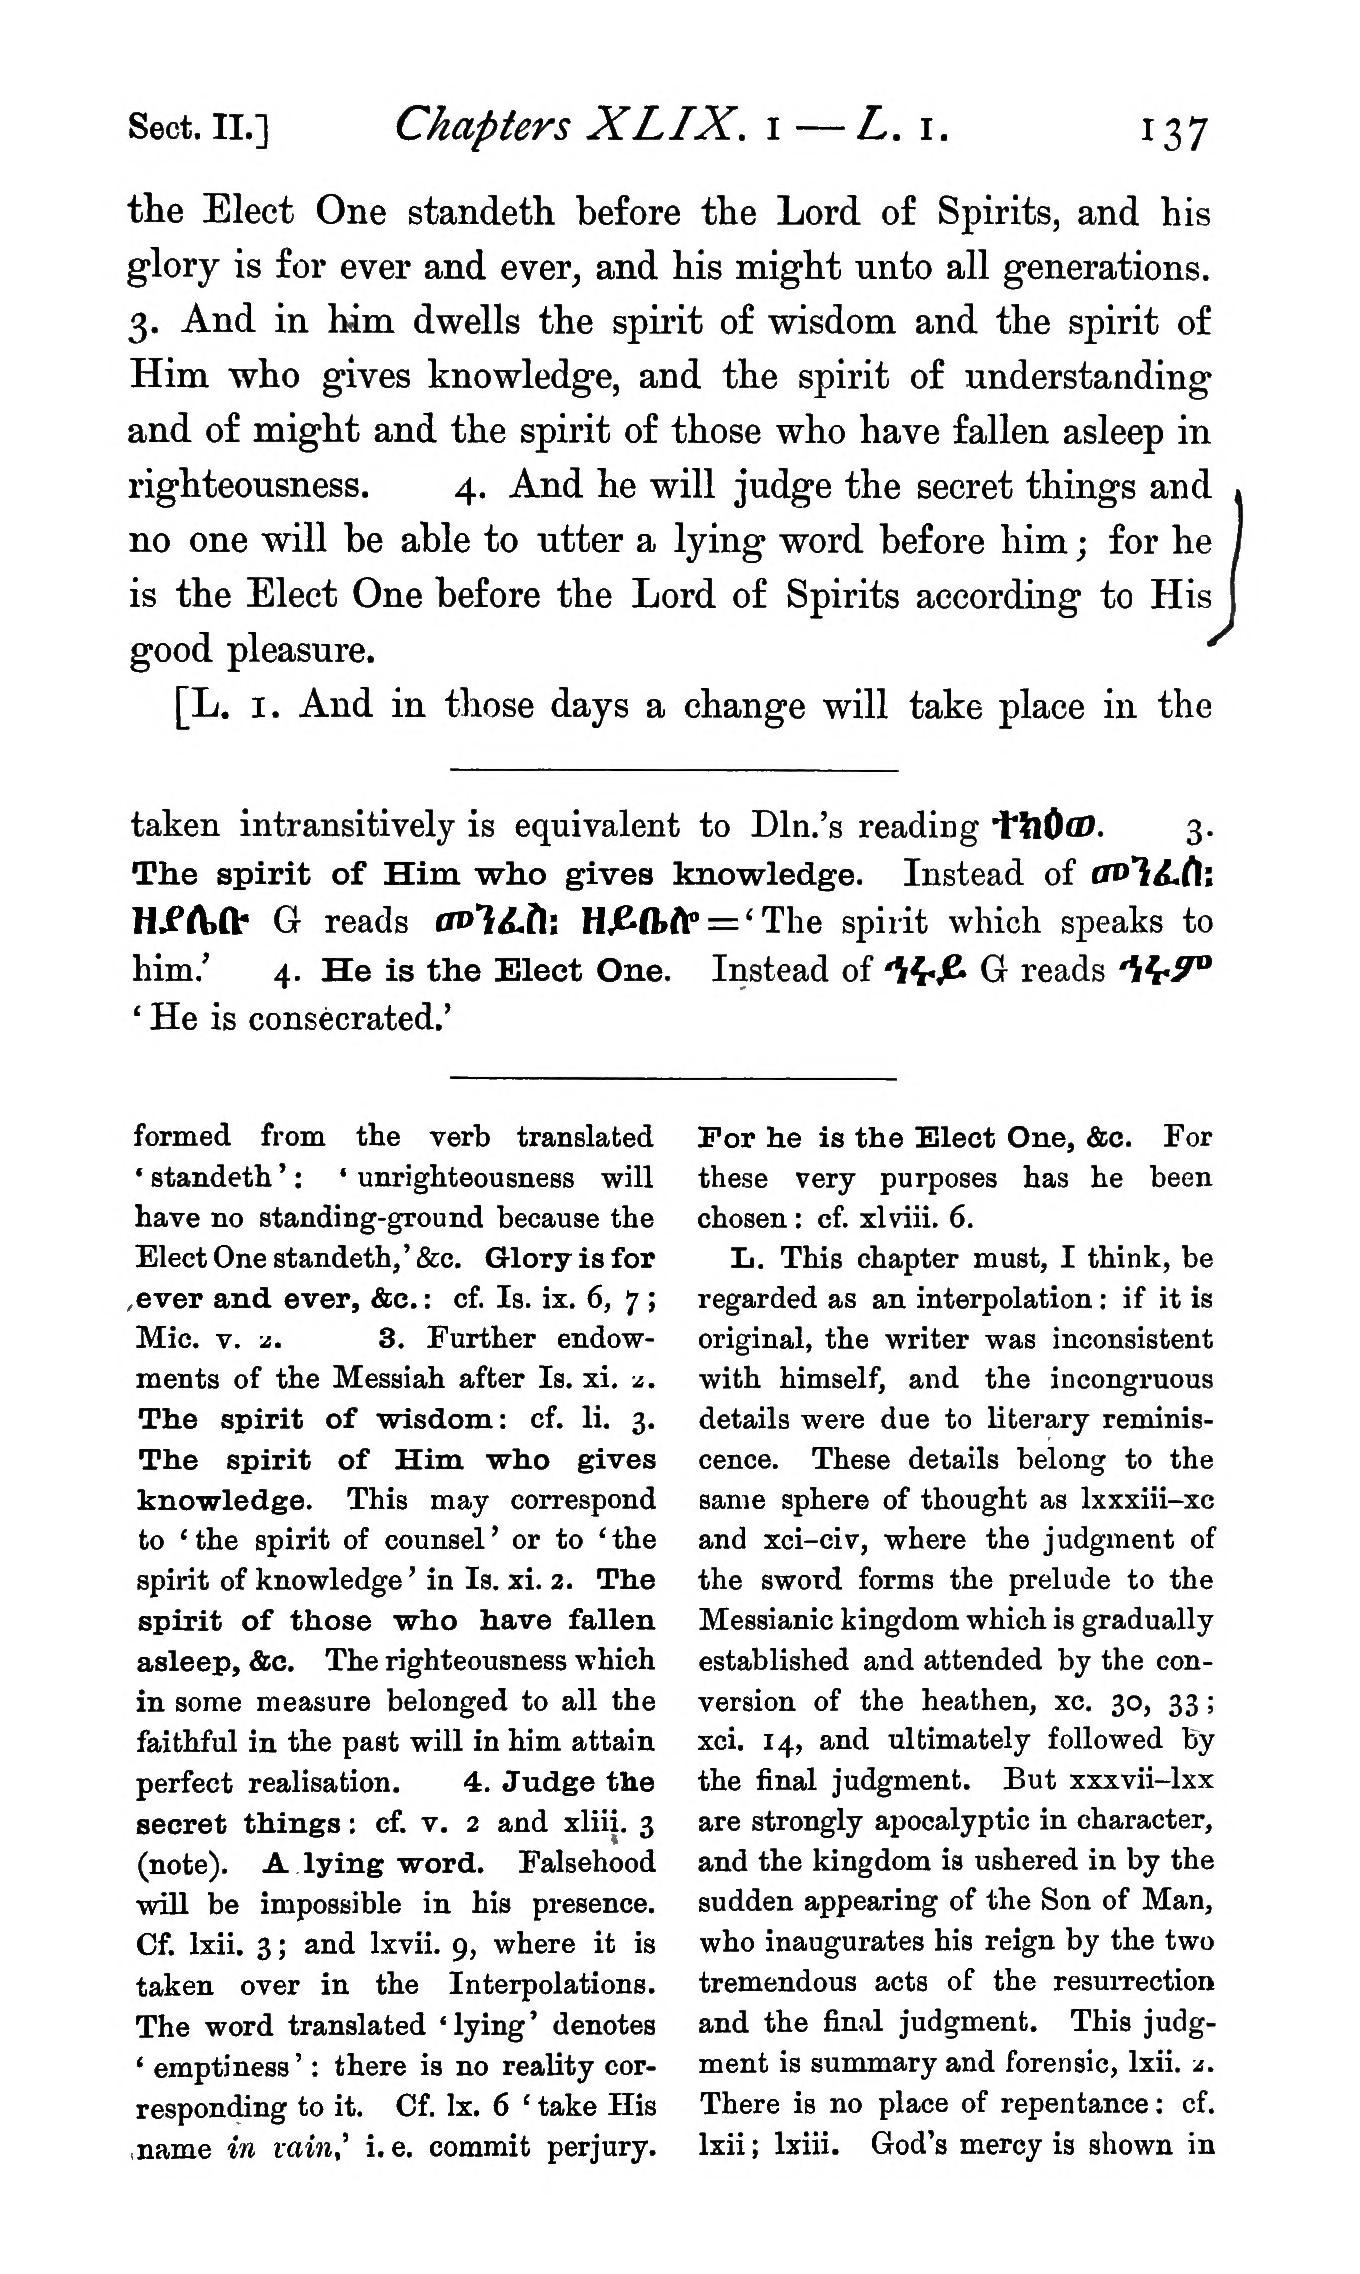 Sect. II.] Chapters XLIX. 1 — L. 1. 137
the Elect One standeth before the Lord of Spirits, and his
glory is for ever and ever, and his might unto all generations.
3. And in him dwells the spirit of wisdom and the spirit of
Him who gives knowledge, and the spirit of understanding
and of might and the spirit of those who have fallen asleep in
righteousness. 4. And he will judge the secret things and
no one will be able to utter a lying word before him; for he
is the Elect One before the Lord of Spirits according to His
good pleasure.
[L. 1. And in those days a change will take place in the
taken intransitively is equivalent to Dln.'s reading ተክዕወ. 3.
The spirit of Him who gives knowledge. Instead of መንፈሰ:
ዘያሌቡ G reads መንፈስ: ዘይቤሎ = 'The spirit which speaks to
him.' 4. He is the Elect One. Instead of ኅሩይ G reads ኅሩም
'He is consecrated.'
formed from the verb translated
'standeth': 'unrighteousness will
have no standing-ground because the
Elect One standeth,' &c. Glory is for
ever and ever, &c.: cf. Is. ix. 6, 7;
Mic. v. 2. 3. Further endow-
ments of the Messiah after Is. xi. 2.
The spirit of wisdom: cf. li. 3.
The spirit of Him who gives
knowledge. This may correspond
to 'the spirit of counsel' or to 'the
spirit of knowledge' in Is. xi. 2. The
spirit of those who have fallen
asleep, &c. The righteousness which
in some measure belonged to all the
faithful in the past will in him attain
perfect realisation. 4. Judge the
secret things: cf. v. 2 and xliii. 3
(note). A lying word. Falsehood
will be impossible in his presence.
Cf. lxii. 3; and lxvii. 9, where it is
taken over in the Interpolations.
The word translated 'lying' denotes
'emptiness': there is no reality cor-
responding to it. Cf. lx. 6 'take His
name in vain,' i. e. commit perjury.
For he is the Elect One, &c. For
these very purposes has he been
chosen: cf. xlviii. 6.
L. This chapter must, I think, be
regarded as an interpolation: if it is
original, the writer was inconsistent
with himself, and the incongruous
details were due to literary reminis-
cence. These details belong to the
same sphere of thought as lxxxiii–xc
and xci–civ, where the judgment of
the sword forms the prelude to the
Messianic kingdom which is gradually
established and attended by the con-
version of the heathen, xc. 30, 33;
xci. 14, and ultimately followed by
the final judgment. But xxxvii–lxx
are strongly apocalyptic in character,
and the kingdom is ushered in by the
sudden appearing of the Son of Man,
who inaugurates his reign by the two
tremendous acts of the resurrection
and the final judgment. This judg-
ment is summary and forensic, lxii. 2.
There is no place of repentance: cf.
lxii; lxiii. God's mercy is shown in